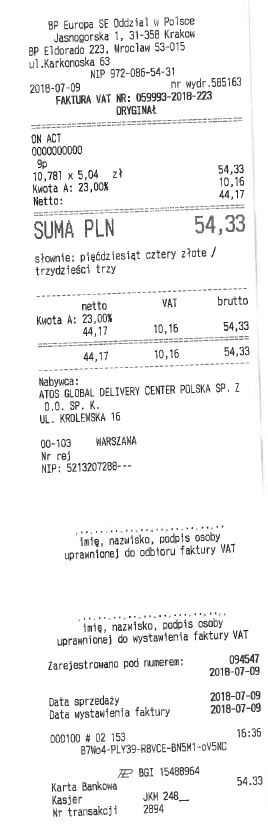 BP Europa SE Oddzial w Polsce
Jasnogorska 1, 31-358 Krakow
BP Eldorado 223, Wroclaw 53-015
ul.Karkonoska 63
NIP 972-086-54-31
2018-07-09 nr wydr.585163
FAKTURA VAT NR: 059993-2018-223
ORYGINAŁ
ON ACT
0000000000
9p
10,781 x 5,04 zł 54,33
Kwota A: 23,00% 10,16
Netto: 44,17
SUMA PLN 54,33
słownie: pięćdziesiąt cztery złote /
trzydzieści trzy
netto VAT brutto
Kwota A: 23,00%
44,17 10,16 54,33
44,17 10,16 54,33
Nabywca:
ATOS GLOBAL DELIVERY CENTER POLSKA SP. Z
O.O. SP. K.
UL. KROLEWSKA 16
00-103 WARSZAWA
Nr rej
NIP: 5213207288---
imię, nazwisko, podpis osoby
uprawnionej do odbioru faktury VAT
imię, nazwisko, podpis osoby
uprawnionej do wystawienia faktury VAT
Zarejestrowano pod numerem: 094547
2018-07-09
Data sprzedaży 2018-07-09
Data wystawienia faktury 2018-07-09
000100 # 02 153 16:36
B7Wo4-PLY39-RBVCE-BN5M1-oV5NC
BGI 15488964
Karta Bankowa 54.33
Kasjer JKM 248__
Nr transakcji 2894